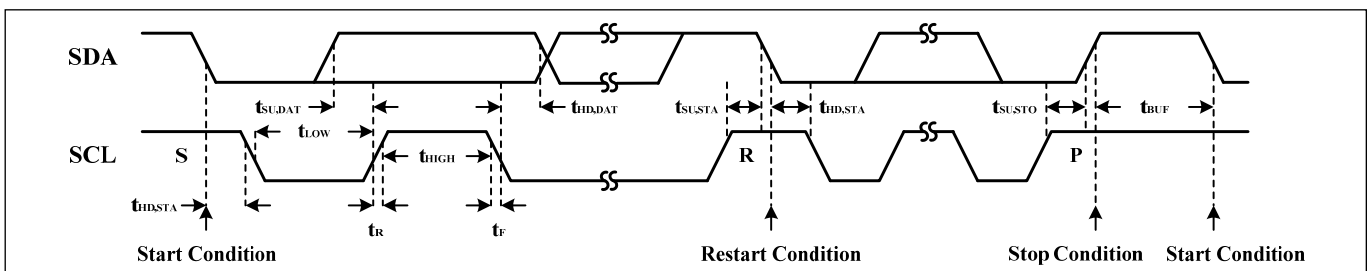 SDA
tSU,DAT
tHD,DAT
tSU,STA
tHD,STA
tSU,STO
tBUF
tLOW
SCL
S
tHIGH
R
P
tHD,STA
tR
tF
Start Condition
Restart Condition
Stop Condition
Start Condition